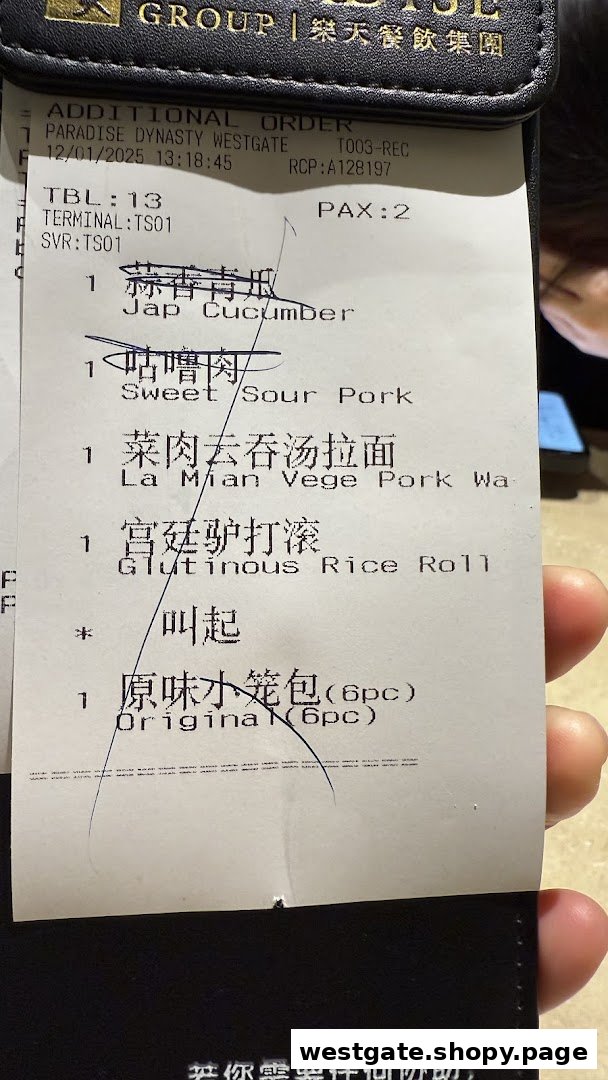 GROUP | 樂天餐飲集團
ADDITIONAL ORDER
PARADISE DYNASTY WESTGATE T003-REC
12/01/2025 13:18:45 RCP:A128197
TBL:13 PAX:2
TERMINAL:TS01
SVR:TS01
1 蒜香青瓜
Jap Cucumber
1 咕噜肉
Sweet Sour Pork
1 菜肉云吞汤拉面
La Mian Vege Pork Wa
1 宫廷驴打滚
Glutinous Rice Roll
* 叫起
1 原味小笼包(6pc)
Original(6pc)
westgate.shopy.page